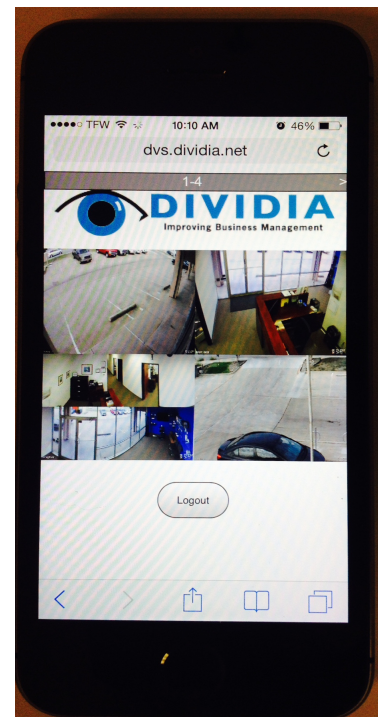 TFW 10:10 AM 46%
dvs.dividia.net
1-4 >
DIVIDIA
Improving Business Management
Logout